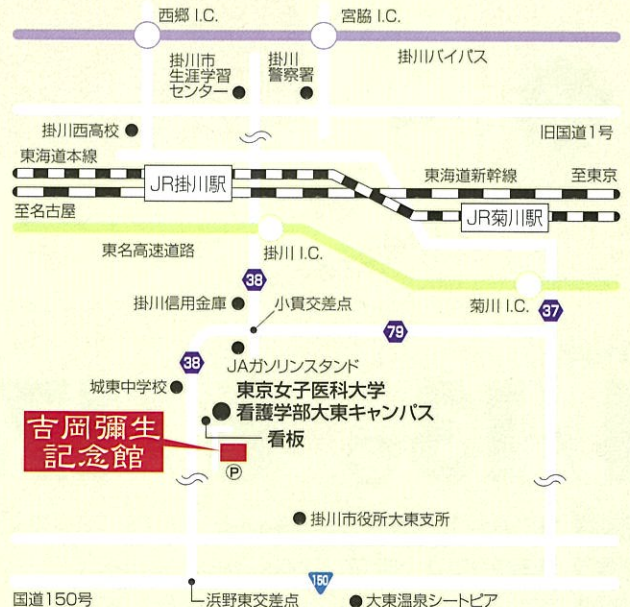 西郷 I.C.
宮脇 I.C.
掛川バイパス
掛川市
生涯学習
センター
掛川
警察署
掛川西高校
旧国道1号
東海道本線
JR掛川駅
東海道新幹線
至東京
至名古屋
JR菊川駅
東名高速道路
掛川 I.C.
菊川 I.C.
38
37
掛川信用金庫
小貫交差点
79
38
JAガソリンスタンド
城東中学校
東京女子医科大学
看護学部大東キャンパス
看板
吉岡彌生
記念館
P
掛川市役所大東支所
150
国道150号
浜野東交差点
大東温泉シートピア